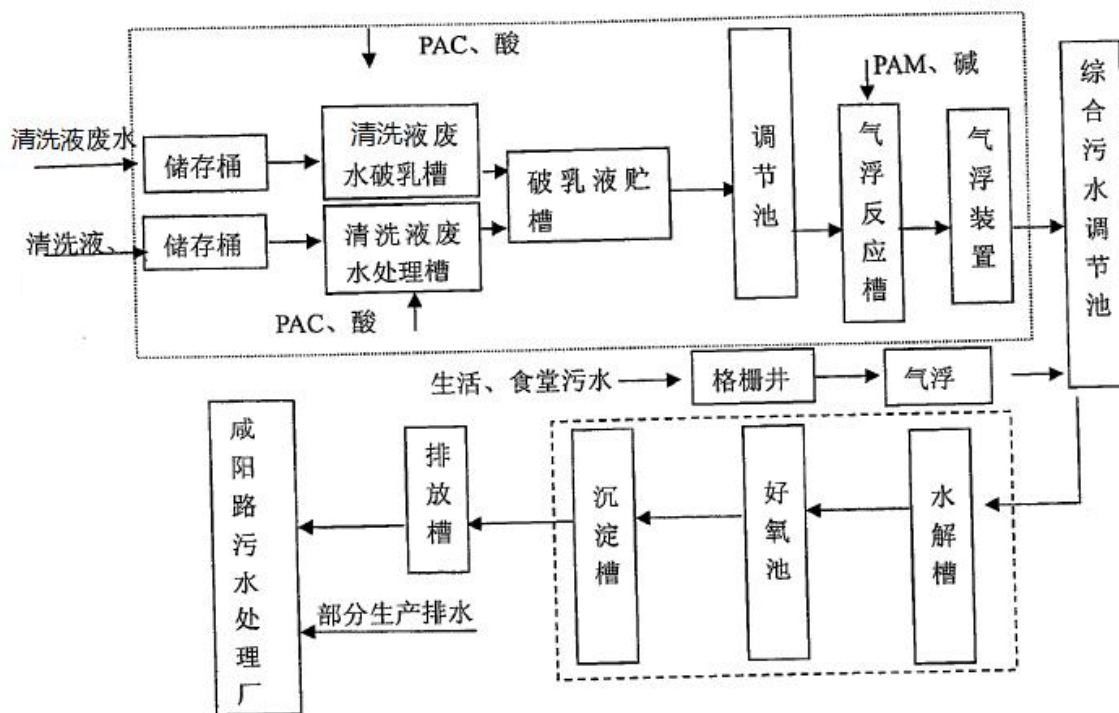 PAC、酸
PAM、碱
清洗液废水
储存桶
清洗液废
水破乳槽
破乳液贮
槽
调节池
气浮反应槽
气浮装置
综合污水调节池
清洗液、
储存桶
清洗液废
水处理槽
PAC、酸
生活、食堂污水
格栅井
气浮
咸阳路污水处理厂
排放槽
沉淀槽
好氧池
水解槽
部分生产排水